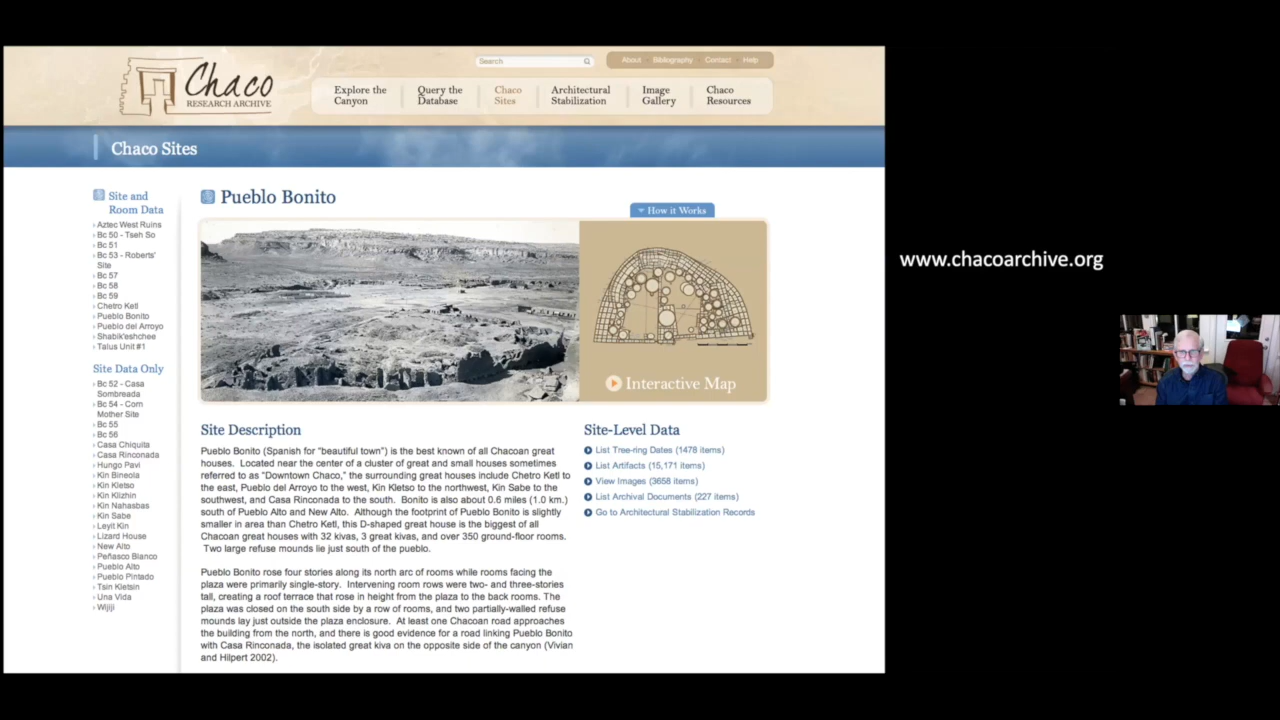 Chaco
RESEARCH ARCHIVE
Search
About
Bibliography
Contact
Help
Explore the
Canyon
Query the
Database
Chaco
Sites
Architectural
Stabilization
Image
Gallery
Chaco
Resources
Chaco Sites
Site and
Room Data
Aztec West Ruins
Bc 50 - Tseh So
Bc 51
Bc 53 - Roberts'
Site
Bc 57
Bc 58
Bc 59
Chetro Ketl
Pueblo Bonito
Pueblo del Arroyo
Shabik'eshchee
Talus Unit #1
Site Data Only
Bc 52 - Casa
Sombreada
Bc 54 - Corn
Mother Site
Bc 55
Bc 56
Casa Chiquita
Casa Rinconada
Hungo Pavi
Kin Bineola
Kin Kletso
Kin Klizhin
Kin Nahasbas
Kin Sabe
Leyit Kin
Lizard House
New Alto
Peñasco Blanco
Pueblo Alto
Pueblo Pintado
Tsin Kletsin
Una Vida
Wijiji
Pueblo Bonito
How it Works
Interactive Map
Site Description
Pueblo Bonito (Spanish for "beautiful town") is the best known of all Chacoan great
houses. Located near the center of a cluster of great and small houses sometimes
referred to as "Downtown Chaco," the surrounding great houses include Chetro Ketl to
the east, Pueblo del Arroyo to the west, Kin Kletso to the northwest, Kin Sabe to the
southwest, and Casa Rinconada to the south. Bonito is also about 0.6 miles (1.0 km.)
south of Pueblo Alto and New Alto. Although the footprint of Pueblo Bonito is slightly
smaller in area than Chetro Ketl, this D-shaped great house is the biggest of all
Chacoan great houses with 32 kivas, 3 great kivas, and over 350 ground-floor rooms.
Two large refuse mounds lie just south of the pueblo.
Pueblo Bonito rose four stories along its north arc of rooms while rooms facing the
plaza were primarily single-story. Intervening room rows were two- and three-stories
tall, creating a roof terrace that rose in height from the plaza to the back rooms. The
plaza was closed on the south side by a row of rooms, and two partially-walled refuse
mounds lay just outside the plaza enclosure. At least one Chacoan road approaches
the building from the north, and there is good evidence for a road linking Pueblo Bonito
with Casa Rinconada, the isolated great kiva on the opposite side of the canyon (Vivian
and Hilpert 2002).
Site-Level Data
List Tree-ring Dates (1478 items)
List Artifacts (15,171 items)
View Images (3658 items)
List Archival Documents (227 items)
Go to Architectural Stabilization Records
www.chacoarchive.org